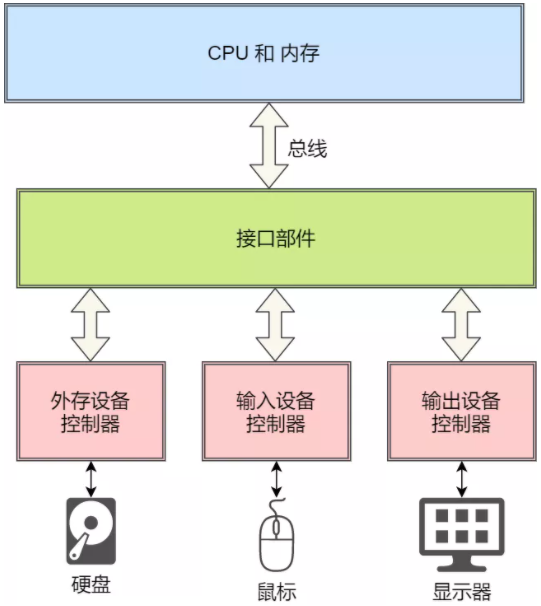 CPU 和 内存
总线
接口部件
外存设备
控制器
输入设备
控制器
输出设备
控制器
硬盘
鼠标
显示器